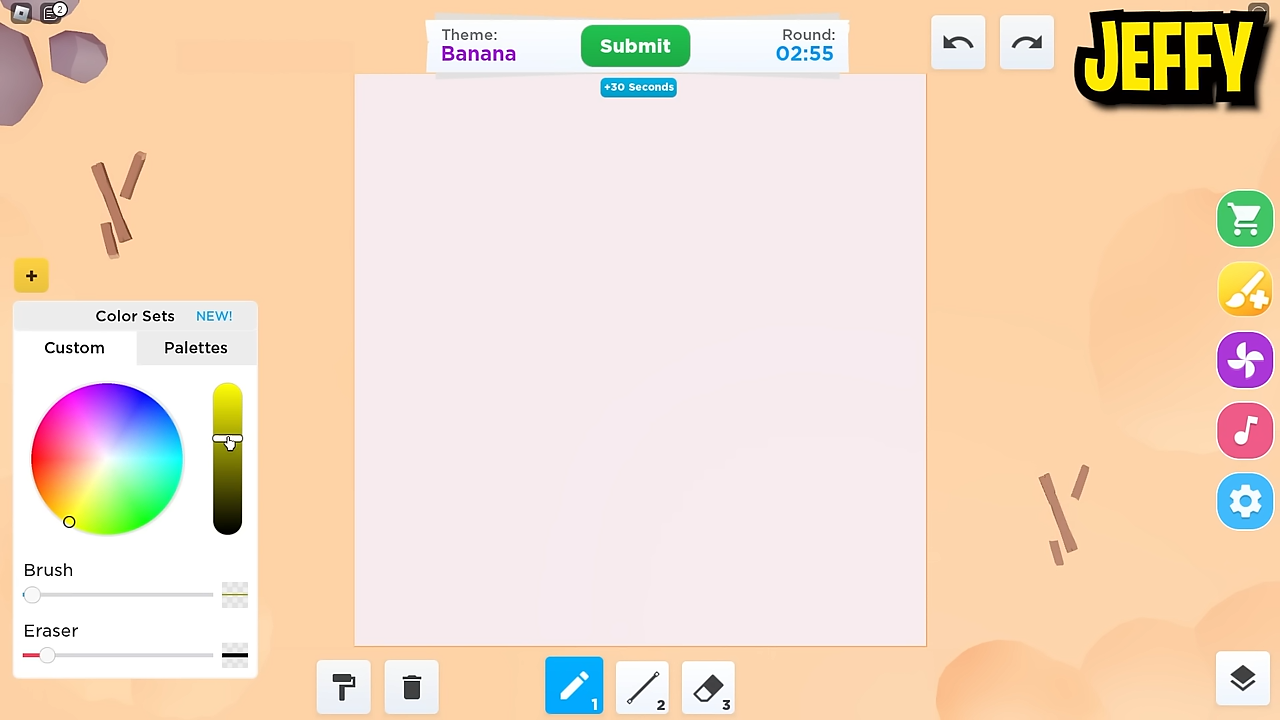 2
Theme:
Banana
Submit
Round:
02:55
+30 Seconds
JEFFY
+
Color Sets NEW!
Custom
Palettes
Brush
Eraser
1
2
3